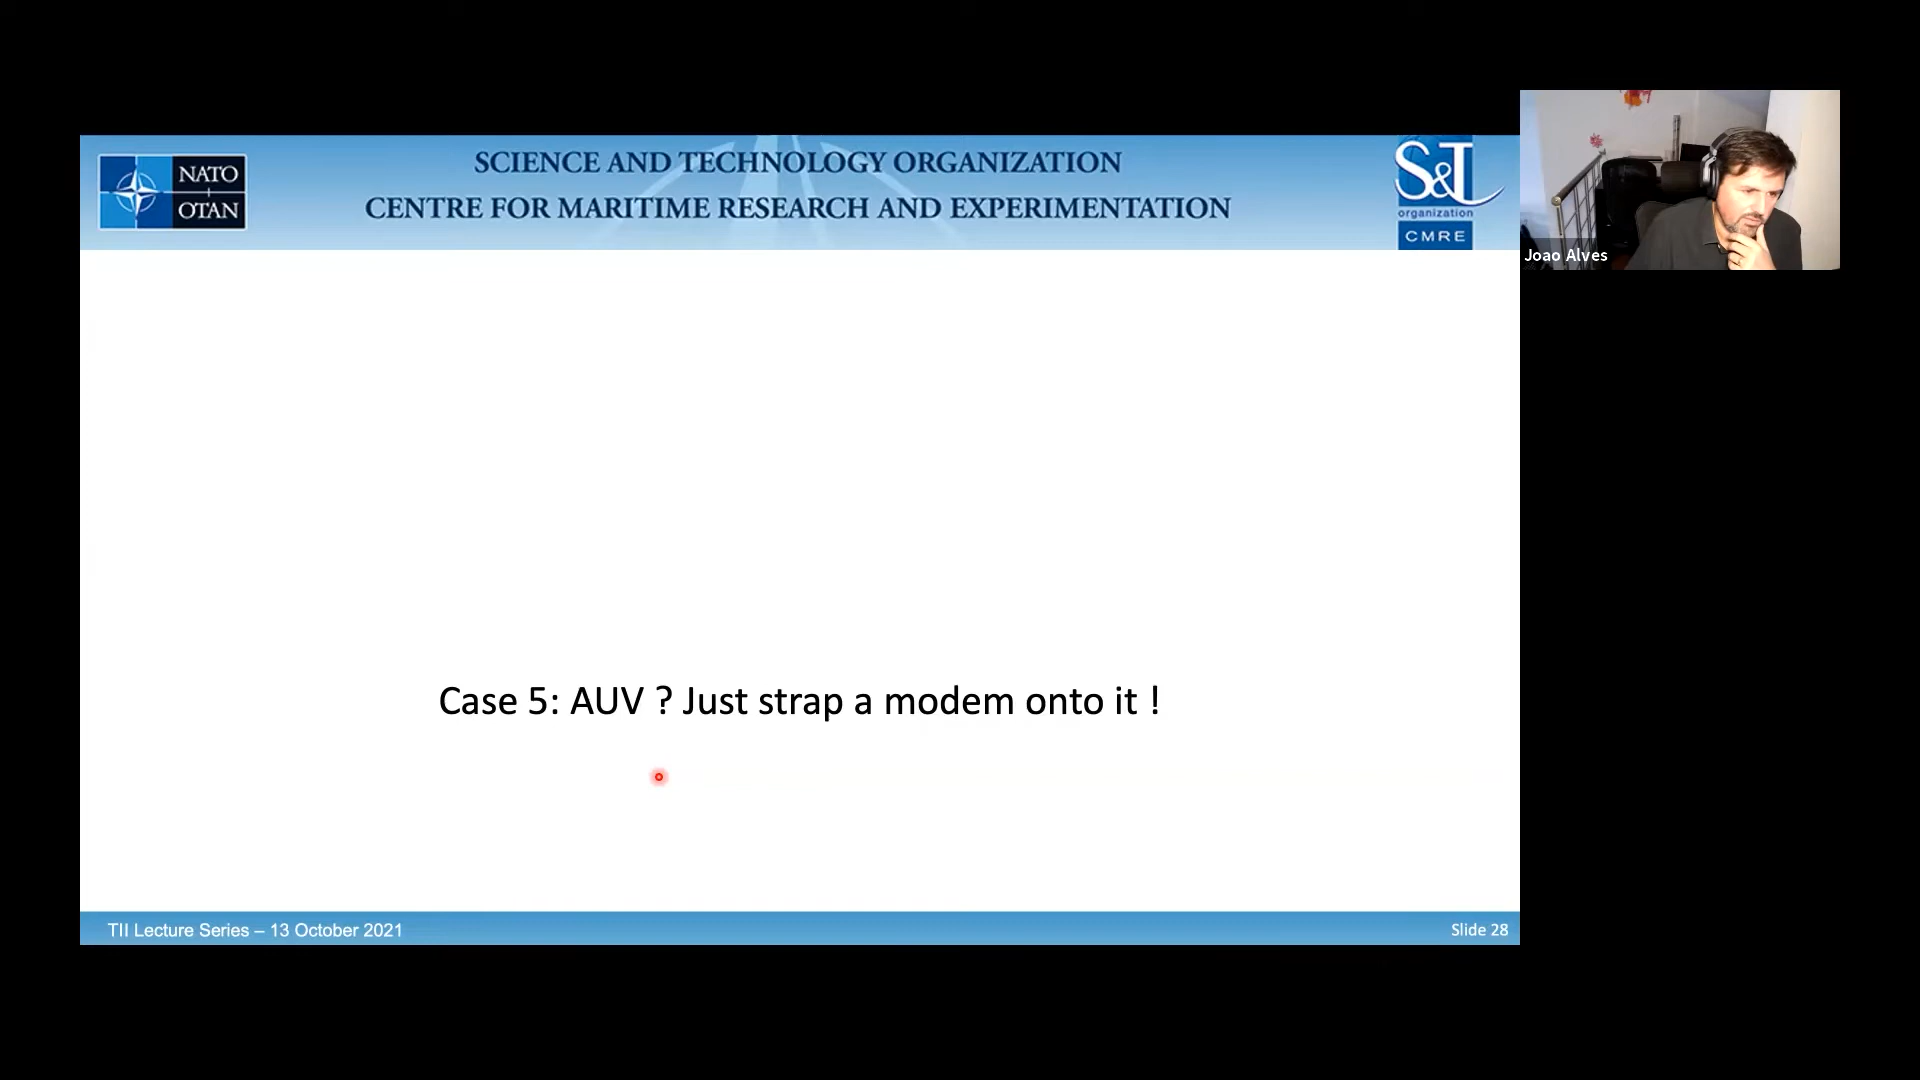 NATO
OTAN
SCIENCE AND TECHNOLOGY ORGANIZATION
CENTRE FOR MARITIME RESEARCH AND EXPERIMENTATION
S&T
organization
CMRE
Joao Alves
Case 5: AUV ? Just strap a modem onto it !
TII Lecture Series – 13 October 2021
Slide 28